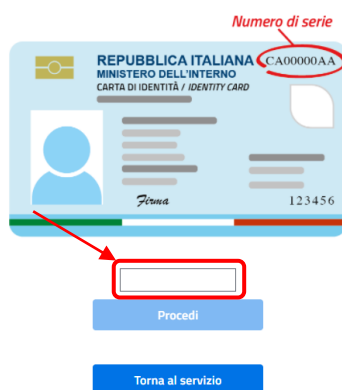 Numero di serie
REPUBBLICA ITALIANA CA00000AA
MINISTERO DELL'INTERNO
CARTA DI IDENTITÀ / IDENTITY CARD
Firma 123456
Procedi
Torna al servizio